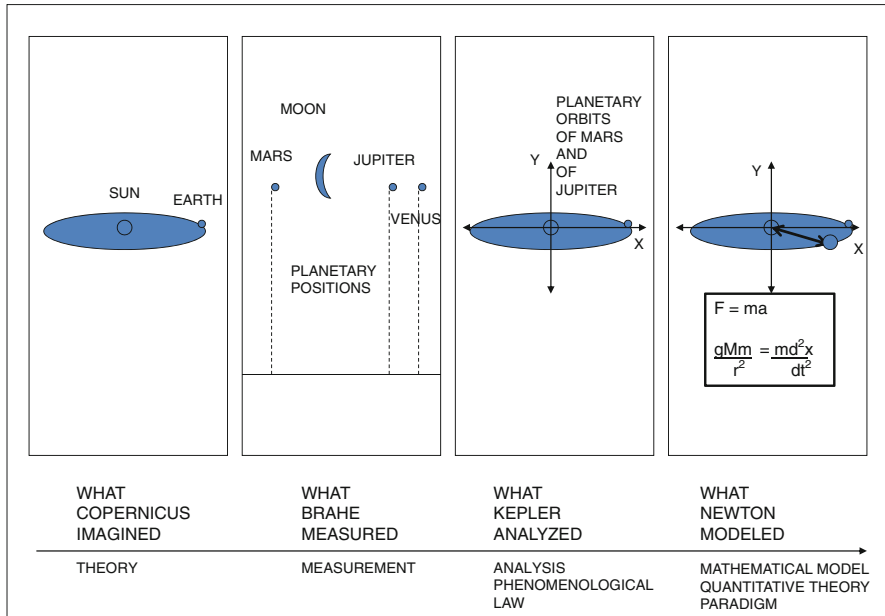 SUN
EARTH
MOON
MARS
JUPITER
VENUS
PLANETARY
POSITIONS
PLANETARY
ORBITS
OF MARS
AND
OF
JUPITER
Y
X
Y
X
F = ma
gMm = md²x
r² dt²
WHAT
COPERNICUS
IMAGINED
WHAT
BRAHE
MEASURED
WHAT
KEPLER
ANALYZED
WHAT
NEWTON
MODELED
THEORY
MEASUREMENT
ANALYSIS
PHENOMENOLOGICAL
LAW
MATHEMATICAL MODEL
QUANTITATIVE THEORY
PARADIGM